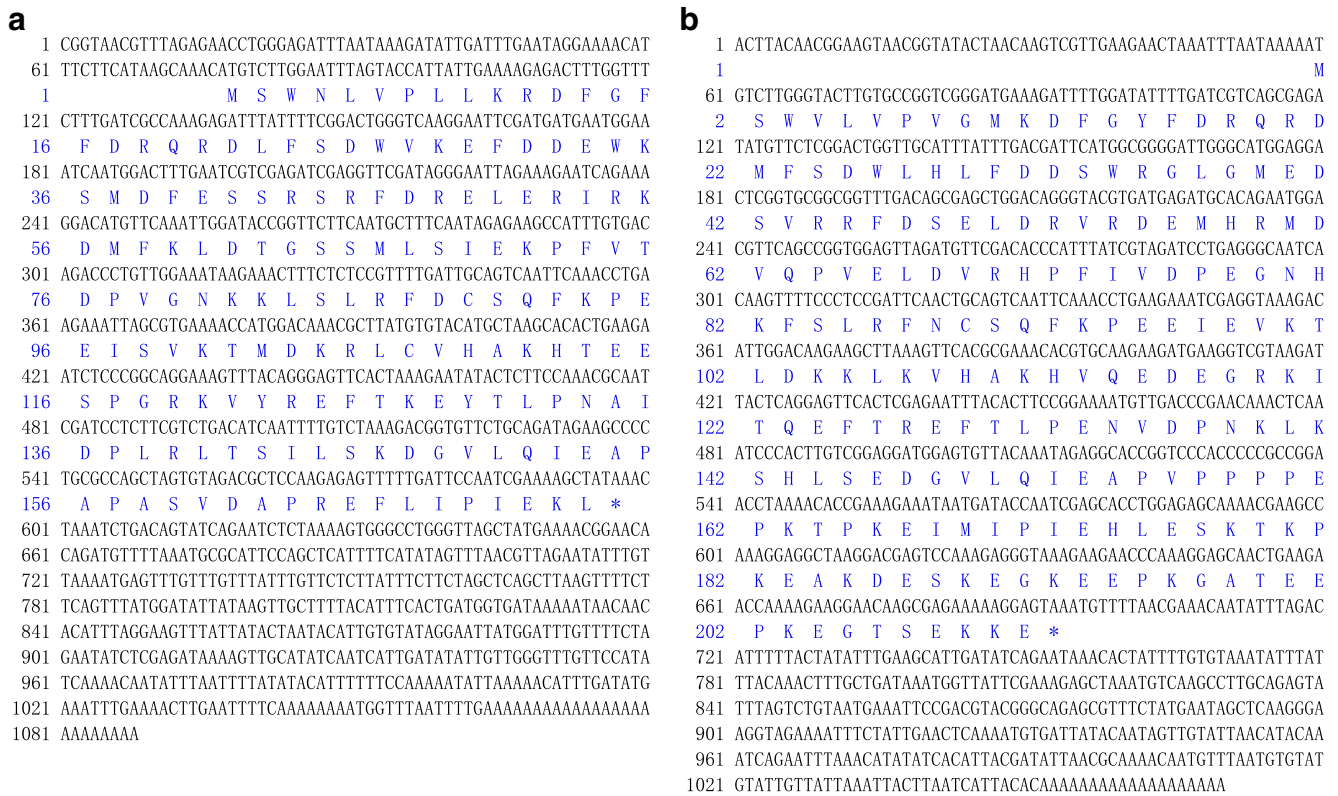 a
1 CGGTAACGTTTAGAGAACCTGGGAGATTTAATAAAGATATTGATTTGAATAGGAAAACAT
61 TTCTTCATAAGCAAACATGTCTTGGAATTTAGTACCATTATTGAAAAGAGACTTTGGTTT
1 M S W N L V P L L K R D F G F
121 CTTTGATCGCCAAAGAGATTTATTTTCGGACTGGGTCAAGGAATTCGATGATGAATGGAA
16 F D R Q R D L F S D W V K E F D D E W K
181 ATCAATGGACTTTGAATCGTCGAGATCGAGGTTCGATAGGGAATTAGAAAGAATCAGAAA
36 S M D F E S S R S R F D R E L E R I R K
241 GGACATGTTCAAATTGGATACCGGTTCTTCAATGCTTTCAATAGAGAAGCCATTTGTGAC
56 D M F K L D T G S S M L S I E K P F V T
301 AGACCCTGTTGGAAATAAGAAACTTTCTCTCCGTTTTGATTGCAGTCAATTCAAACCTGA
76 D P V G N K K L S L R F D C S Q F K P E
361 AGAAATTAGCGTGAAAACCATGGACAAACGCTTATGTGTACATGCTAAGCACACTGAAGA
96 E I S V K T M D K R L C V H A K H T E E
421 ATCTCCCGGCAGGAAAGTTTACAGGGAGTTCACTAAAGAATATACTCTTCCAAACGCAAT
116 S P G R K V Y R E F T K E Y T L P N A I
481 CGATCCTCTTCGTCTGACATCAATTTTGTCTAAAGACGGTGTTCTGCAGATAGAAGCCCC
136 D P L R L T S I L S K D G V L Q I E A P
541 TGCGCCAGCTAGTGTAGACGCTCCAAGAGAGTTTTTGATTCCAATCGAAAAGCTATAAAC
156 A P A S V D A P R E F L I P I E K L *
601 TAAATCTGACAGTATCAGAATCTCTAAAAGTGGGCCTGGGTTAGCTATGAAAACGGAACA
661 CAGATGTTTTAAATGCGCATTCCAGCTCATTTTCATATAGTTTAACGTTAGAATATTTGT
721 TAAAATGAGTTTGTTTGTTTATTTGTTCTCTTATTTCTTCTAGCTCAGCTTAAGTTTTCT
781 TCAGTTTATGGATATTATAAGTTGCTTTTACATTTCACTGATGGTGATAAAAATAACAAC
841 ACATTTAGGAAGTTTATTATACTAATACATTGTGTATAGGAATTATGGATTTGTTTTCTA
901 GAATATCTCGAGATAAAAGTTGCATATCAATCATTGATATATTGTTGGGTTTGTTCCATA
961 TCAAAACAATATTTAATTTTATATACATTTTTTCCAAAAATATTAAAAACATTTGATATG
1021 AAATTTGAAAACTTGAATTTTCAAAAAAAATGGTTTAATTTTGAAAAAAAAAAAAAAAAA
1081 AAAAAAAA
b
1 ACTTACAACGGAAGTAACGGTATACTAACAAGTCGTTGAAGAACTAAATTTAATAAAAAT
1 M
61 GTCTTGGGTACTTGTGCCGGTCGGGATGAAAGATTTTGGATATTTTGATCGTCAGCGAGA
2 S W V L V P V G M K D F G Y F D R Q R D
121 TATGTTCTCGGACTGGTTGCATTTATTTGACGATTCATGGCGGGGATTGGGCATGGAGGA
22 M F S D W L H L F D D S W R G L G M E D
181 CTCGGTGCGGCGGTTTGACAGCGAGCTGGACAGGGTACGTGATGAGATGCACAGAATGGA
42 S V R R F D S E L D R V R D E M H R M D
241 CGTTCAGCCGGTGGAGTTAGATGTTCGACACCCATTTATCGTAGATCCTGAGGGCAATCA
62 V Q P V E L D V R H P F I V D P E G N H
301 CAAGTTTTCCCTCCGATTCAACTGCAGTCAATTCAAACCTGAAGAAATCGAGGTAAAGAC
82 K F S L R F N C S Q F K P E E I E V K T
361 ATTGGACAAGAAGCTTAAAGTTCACGCGAAACACGTGCAAGAAGATGAAGGTCGTAAGAT
102 L D K K L K V H A K H V Q E D E G R K I
421 TACTCAGGAGTTCACTCGAGAATTTACACTTCCGGAAAATGTTGACCCGAACAAACTCAA
122 T Q E F T R E F T L P E N V D P N K L K
481 ATCCCACTTGTCGGAGGATGGAGTGTTACAAATAGAGGCACCGGTCCCACCCCCGCCGGA
142 S H L S E D G V L Q I E A P V P P P P E
541 ACCTAAAACACCGAAAGAAATAATGATACCAATCGAGCACCTGGAGAGCAAAACGAAGCC
162 P K T P K E I M I P I E H L E S K T K P
601 AAAGGAGGCTAAGGACGAGTCCAAAGAGGGTAAAGAAGAACCCAAAGGAGCAACTGAAGA
182 K E A K D E S K E G K E E P K G A T E E
661 ACCAAAAGAAGGAACAAGCGAGAAAAAGGAGTAAATGTTTTAACGAAACAATATTTAGAC
202 P K E G T S E K K E *
721 ATTTTTACTATATTTGAAGCATTGATATCAGAATAAACACTATTTTGTGTAAATATTTAT
781 TTACAAACTTTGCTGATAAATGGTTATTCGAAAGAGCTAAATGTCAAGCCTTGCAGAGTA
841 TTTAGTCTGTAATGAAATTCCGACGTACGGGCAGAGCGTTTCTATGAATAGCTCAAGGGA
901 AGGTAGAAAATTTCTATTGAACTCAAAATGTGATTATACAATAGTTGTATTAACATACAA
961 ATCAGAATTTAAACATATATCACATTACGATATTAACGCAAAACAATGTTTAATGTGTAT
1021 GTATTGTTATTAAATTACTTAATCATTACACAAAAAAAAAAAAAAAAAAA